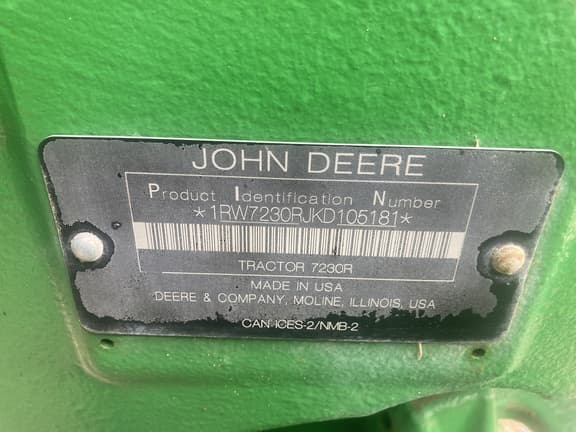 JOHN DEERE
Product Identification Number
*1RW7230RJKD105181*
TRACTOR 7230R
MADE IN USA
DEERE & COMPANY, MOLINE, ILLINOIS, USA
CAN ICES-2/NMB-2